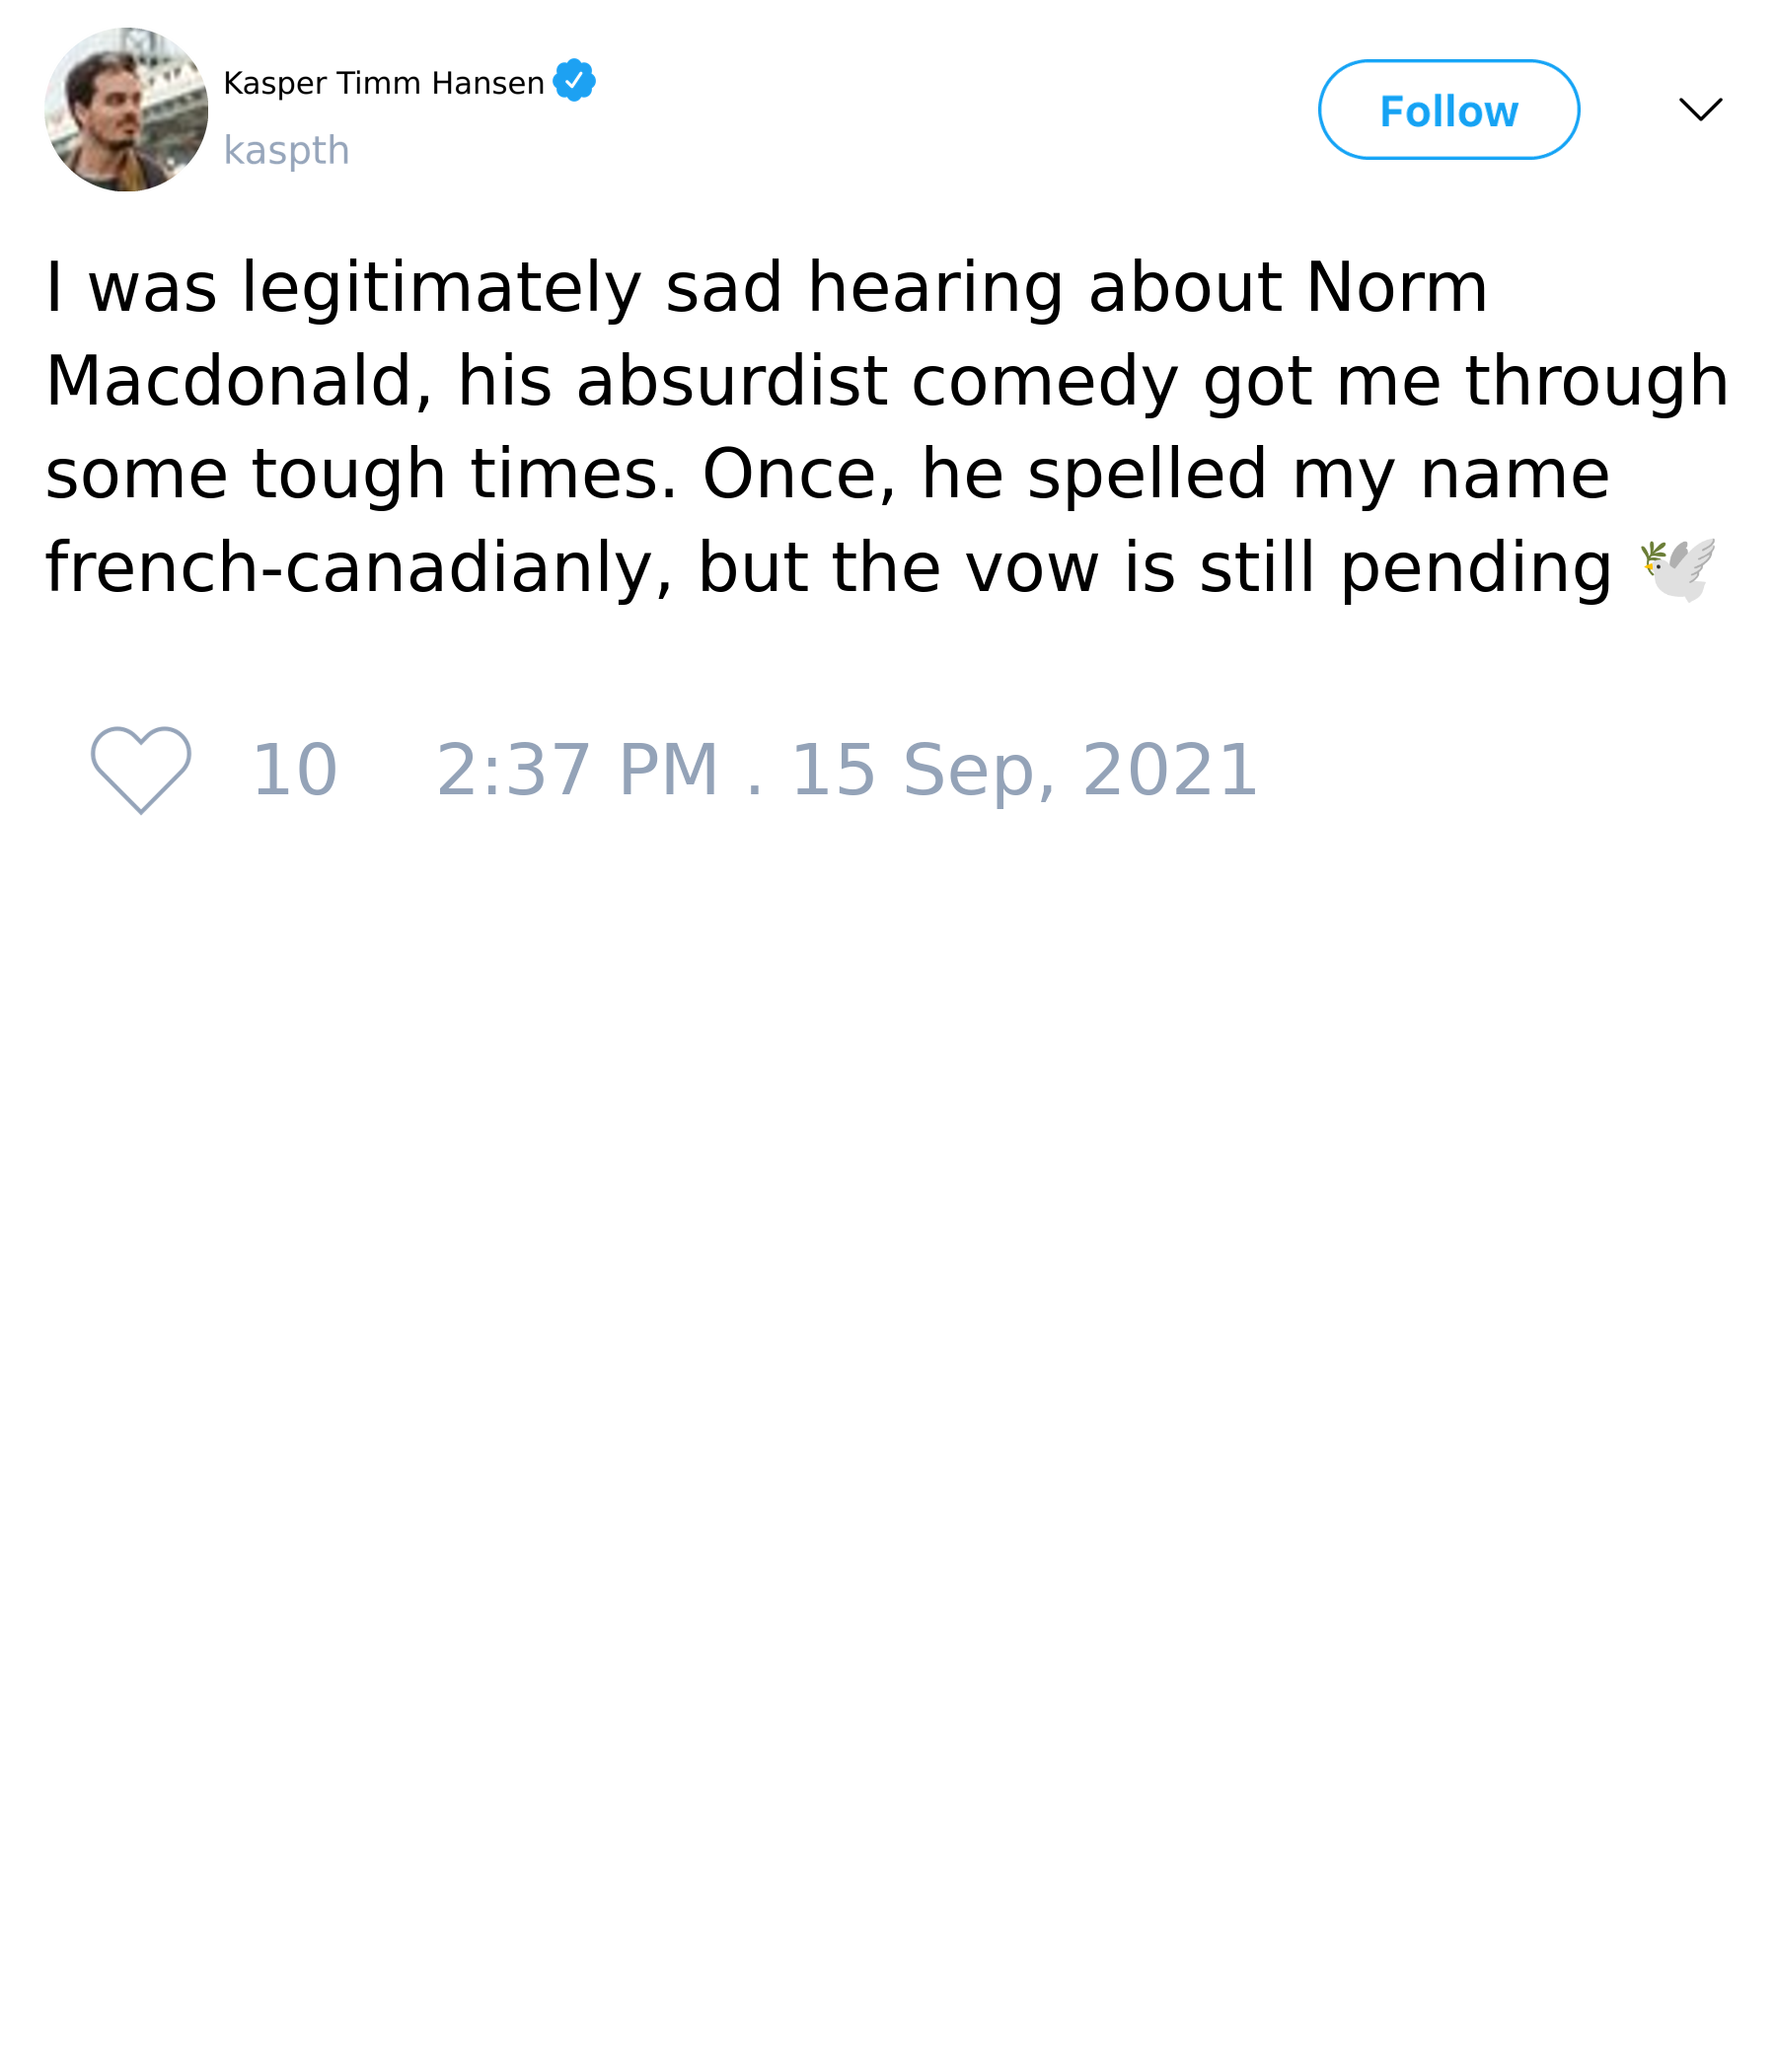 Kasper Timm Hansen
kaspth
Follow
I was legitimately sad hearing about Norm
Macdonald, his absurdist comedy got me through
some tough times. Once, he spelled my name
french-canadianly, but the vow is still pending 🕊️
10 2:37 PM . 15 Sep, 2021